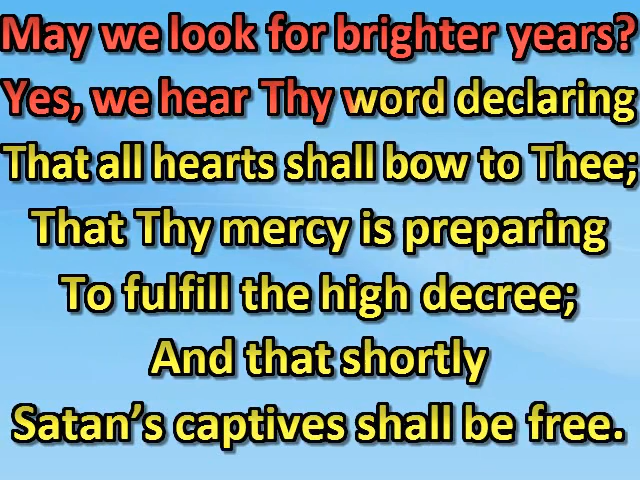 May we look for brighter years?
Yes, we hear Thy word declaring
That all hearts shall bow to Thee;
That Thy mercy is preparing
To fulfill the high decree;
And that shortly
Satan’s captives shall be free.